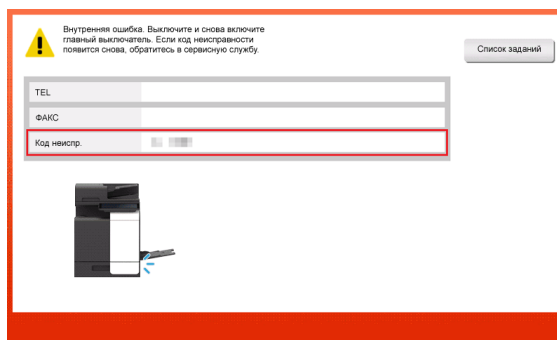 Внутренняя ошибка. Выключите и снова включите
главный выключатель. Если код неисправности
появится снова, обратитесь в сервисную службу.
Список заданий
TEL
ФАКС
Код неиспр.